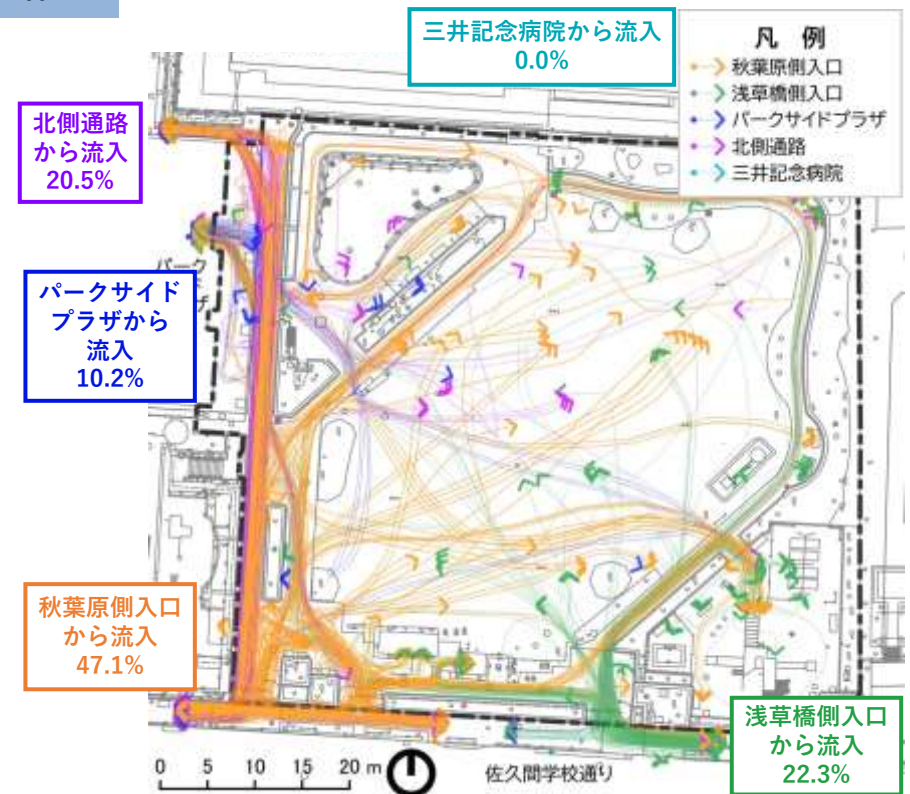 三井記念病院から流入
0.0%
凡 例
秋葉原側入口
浅草橋側入口
パークサイドプラザ
北側通路
三井記念病院
北側通路
から流入
20.5%
パーク
パークサイド
プラザから
流入
10.2%
秋葉原側入口
から流入
47.1%
浅草橋側入口
から流入
22.3%
0 5 10 15 20 m
佐久間学校通り